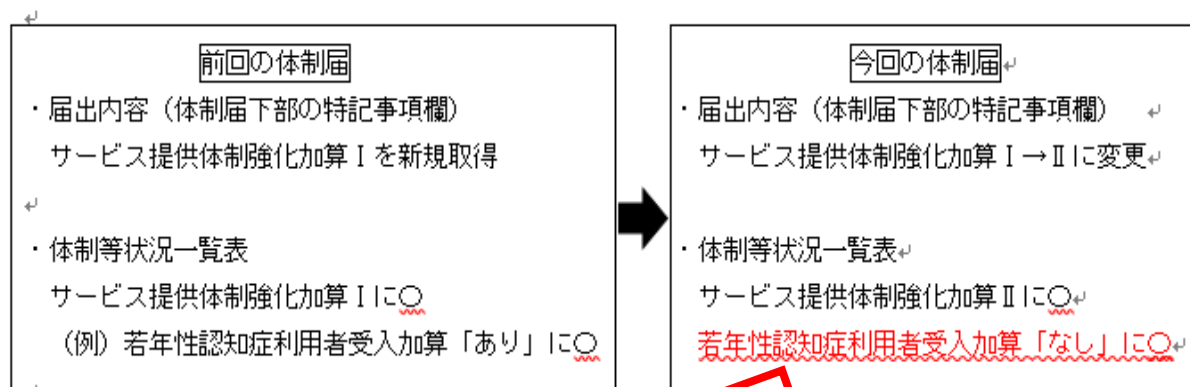 前回の体制届
・届出内容（体制届下部の特記事項欄）
サービス提供体制強化加算Ⅰを新規取得
・体制等状況一覧表
サービス提供体制強化加算Ⅰに〇
（例）若年性認知症利用者受入加算「あり」に〇
今回の体制届
・届出内容（体制届下部の特記事項欄）
サービス提供体制強化加算Ⅰ→Ⅱに変更
・体制等状況一覧表
サービス提供体制強化加算Ⅱに〇
若年性認知症利用者受入加算「なし」に〇